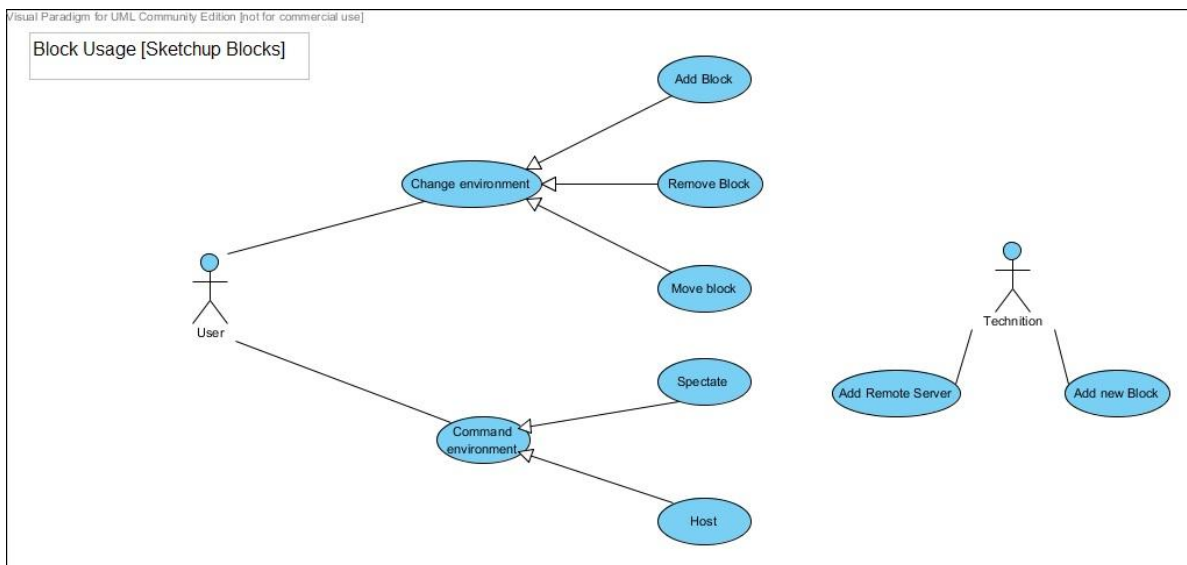 Visual Paradigm for UML Community Edition [not for commercial use]
Block Usage [Sketchup Blocks]
Add Block
Change environment
Remove Block
Move block
User
Technition
Spectate
Add Remote Server
Add new Block
Command
environment
Host